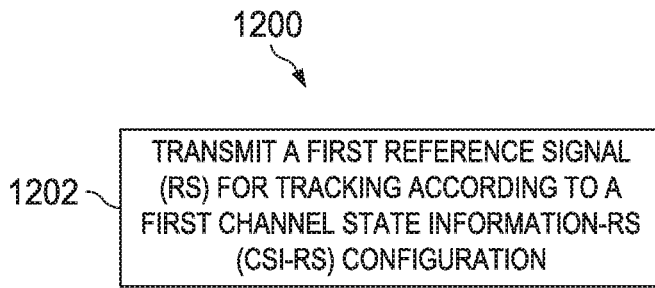 1200
1202
TRANSMIT A FIRST REFERENCE SIGNAL
(RS) FOR TRACKING ACCORDING TO A
FIRST CHANNEL STATE INFORMATION-RS
(CSI-RS) CONFIGURATION